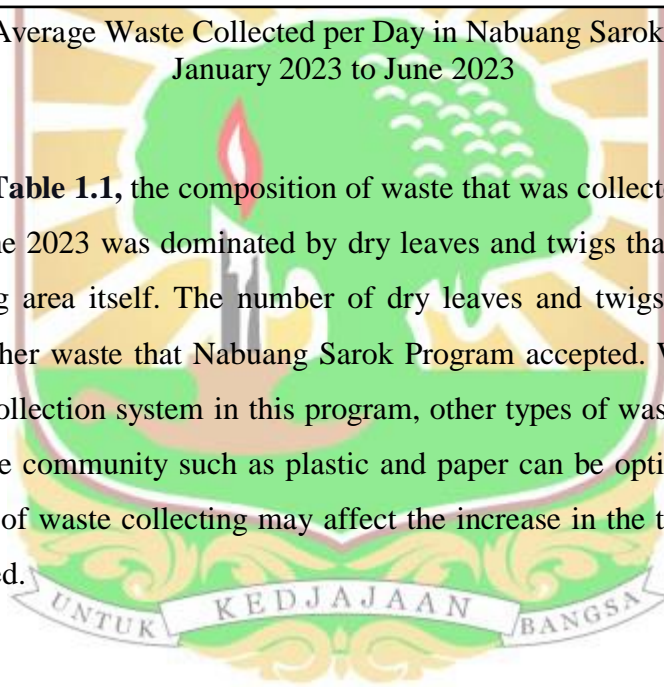 Average Waste Collected per Day in Nabuang Sarok
January 2023 to June 2023
Table 1.1, the composition of waste that was collecte
ne 2023 was dominated by dry leaves and twigs tha
g area itself. The number of dry leaves and twigs
her waste that Nabuang Sarok Program accepted.
ollection system in this program, other types of was
e community such as plastic and paper can be opti
of waste collecting may affect the increase in the t
ed.
UNTUK KEDJAJAAN BANGSA